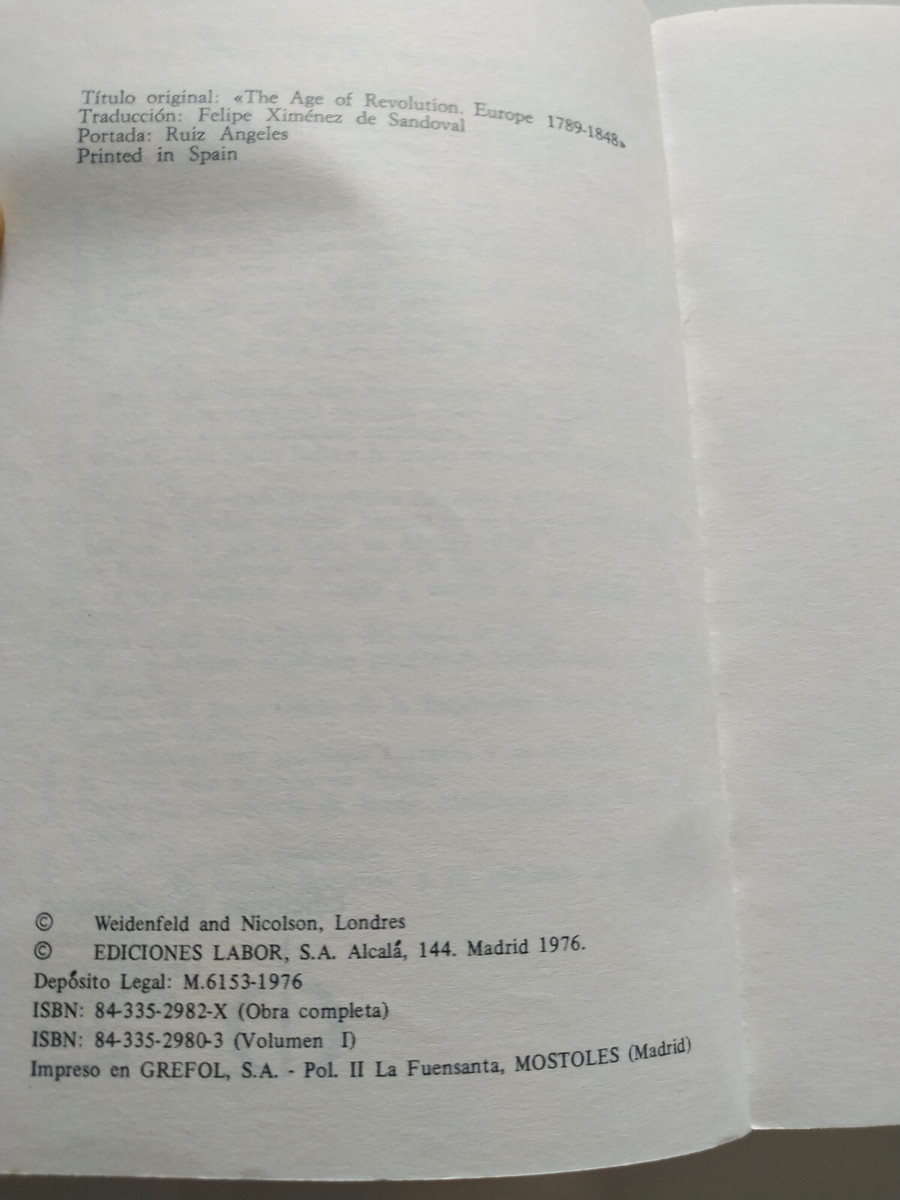 Título original: «The Age of Revolution. Europe 1789-1848»
Traducción: Felipe Ximénez de Sandoval
Portada: Ruíz Angeles
Printed in Spain
© Weidenfeld and Nicolson, Londres
© EDICIONES LABOR, S.A. Alcalá, 144. Madrid 1976.
Depósito Legal: M.6153-1976
ISBN: 84-335-2982-X (Obra completa)
ISBN: 84-335-2980-3 (Volumen I)
Impreso en GREFOL, S.A. - Pol. II La Fuensanta, MOSTOLES (Madrid)